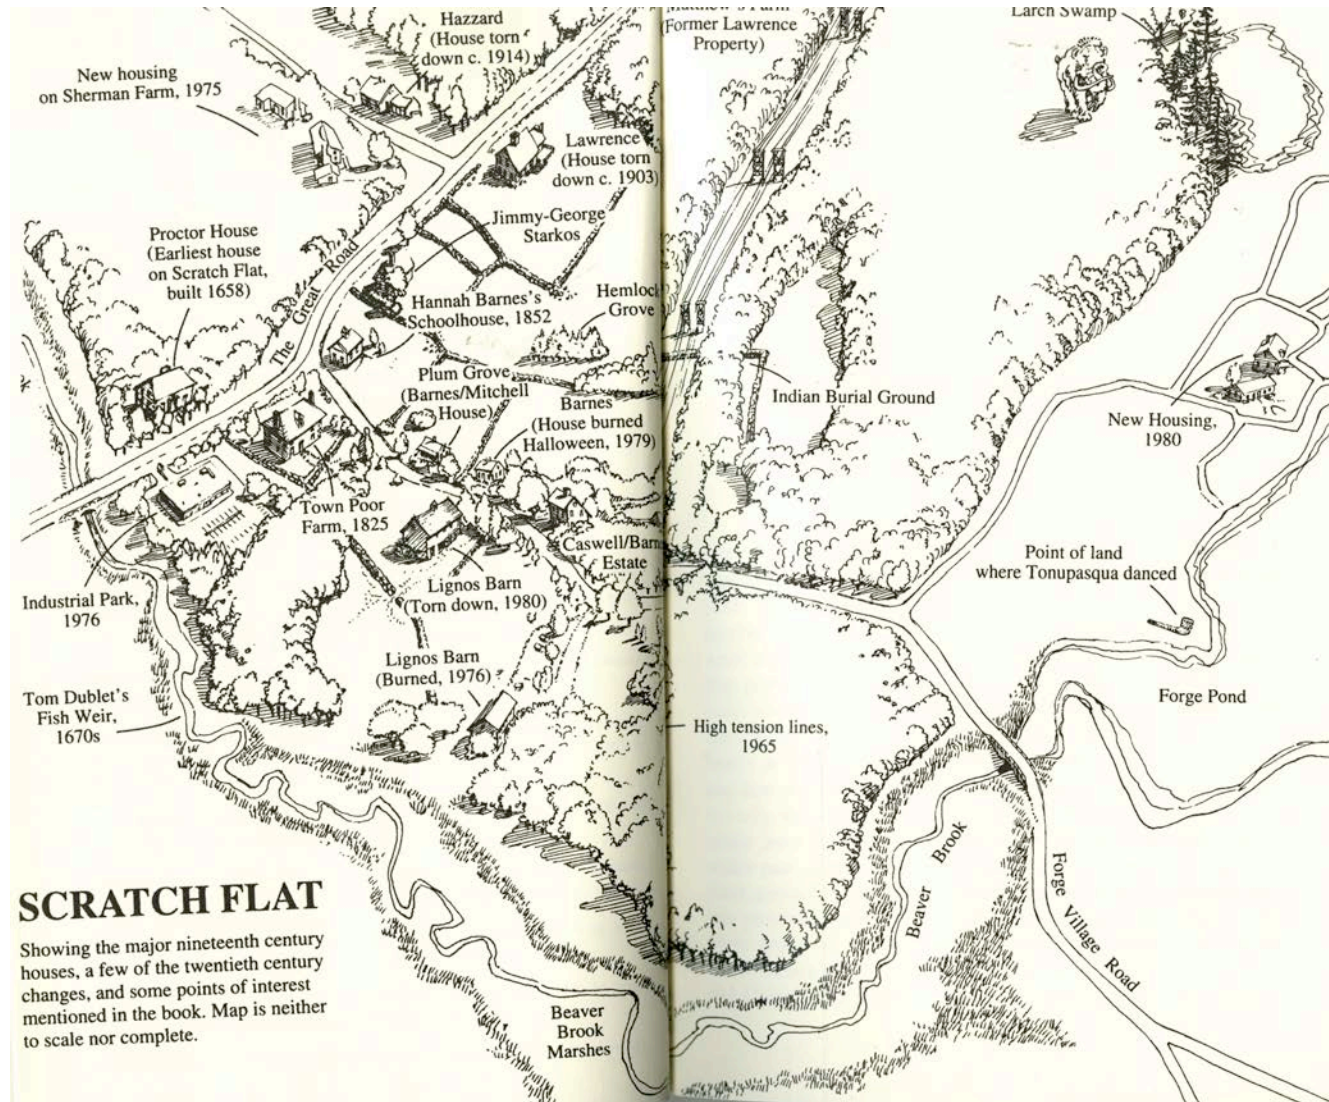 Hazzard
(House torn
down c. 1914)
New housing
on Sherman Farm, 1975
Lawrence
(House torn
down c. 1903)
Jimmy-George
Starkos
Proctor House
(Earliest house
on Scratch Flat,
built 1658)
The Great Road
Hannah Barnes's
Schoolhouse, 1852
Hemlock
Grove
Plum Grove
(Barnes/Mitchell
House)
Barnes
(House burned
Halloween, 1979)
Town Poor
Farm, 1825
Caswell/Barn
Estate
Lignos Barn
(Torn down, 1980)
Industrial Park,
1976
Lignos Barn
(Burned, 1976)
Tom Dublet's
Fish Weir,
1670s
SCRATCH FLAT
Showing the major nineteenth century
houses, a few of the twentieth century
changes, and some points of interest
mentioned in the book. Map is neither
to scale nor complete.
Beaver
Brook
Marshes
Matthew's Farm
(Former Lawrence
Property)
Larch Swamp
Indian Burial Ground
New Housing,
1980
Point of land
where Tonupasqua danced
Forge Pond
High tension lines,
1965
Beaver Brook
Forge Village Road